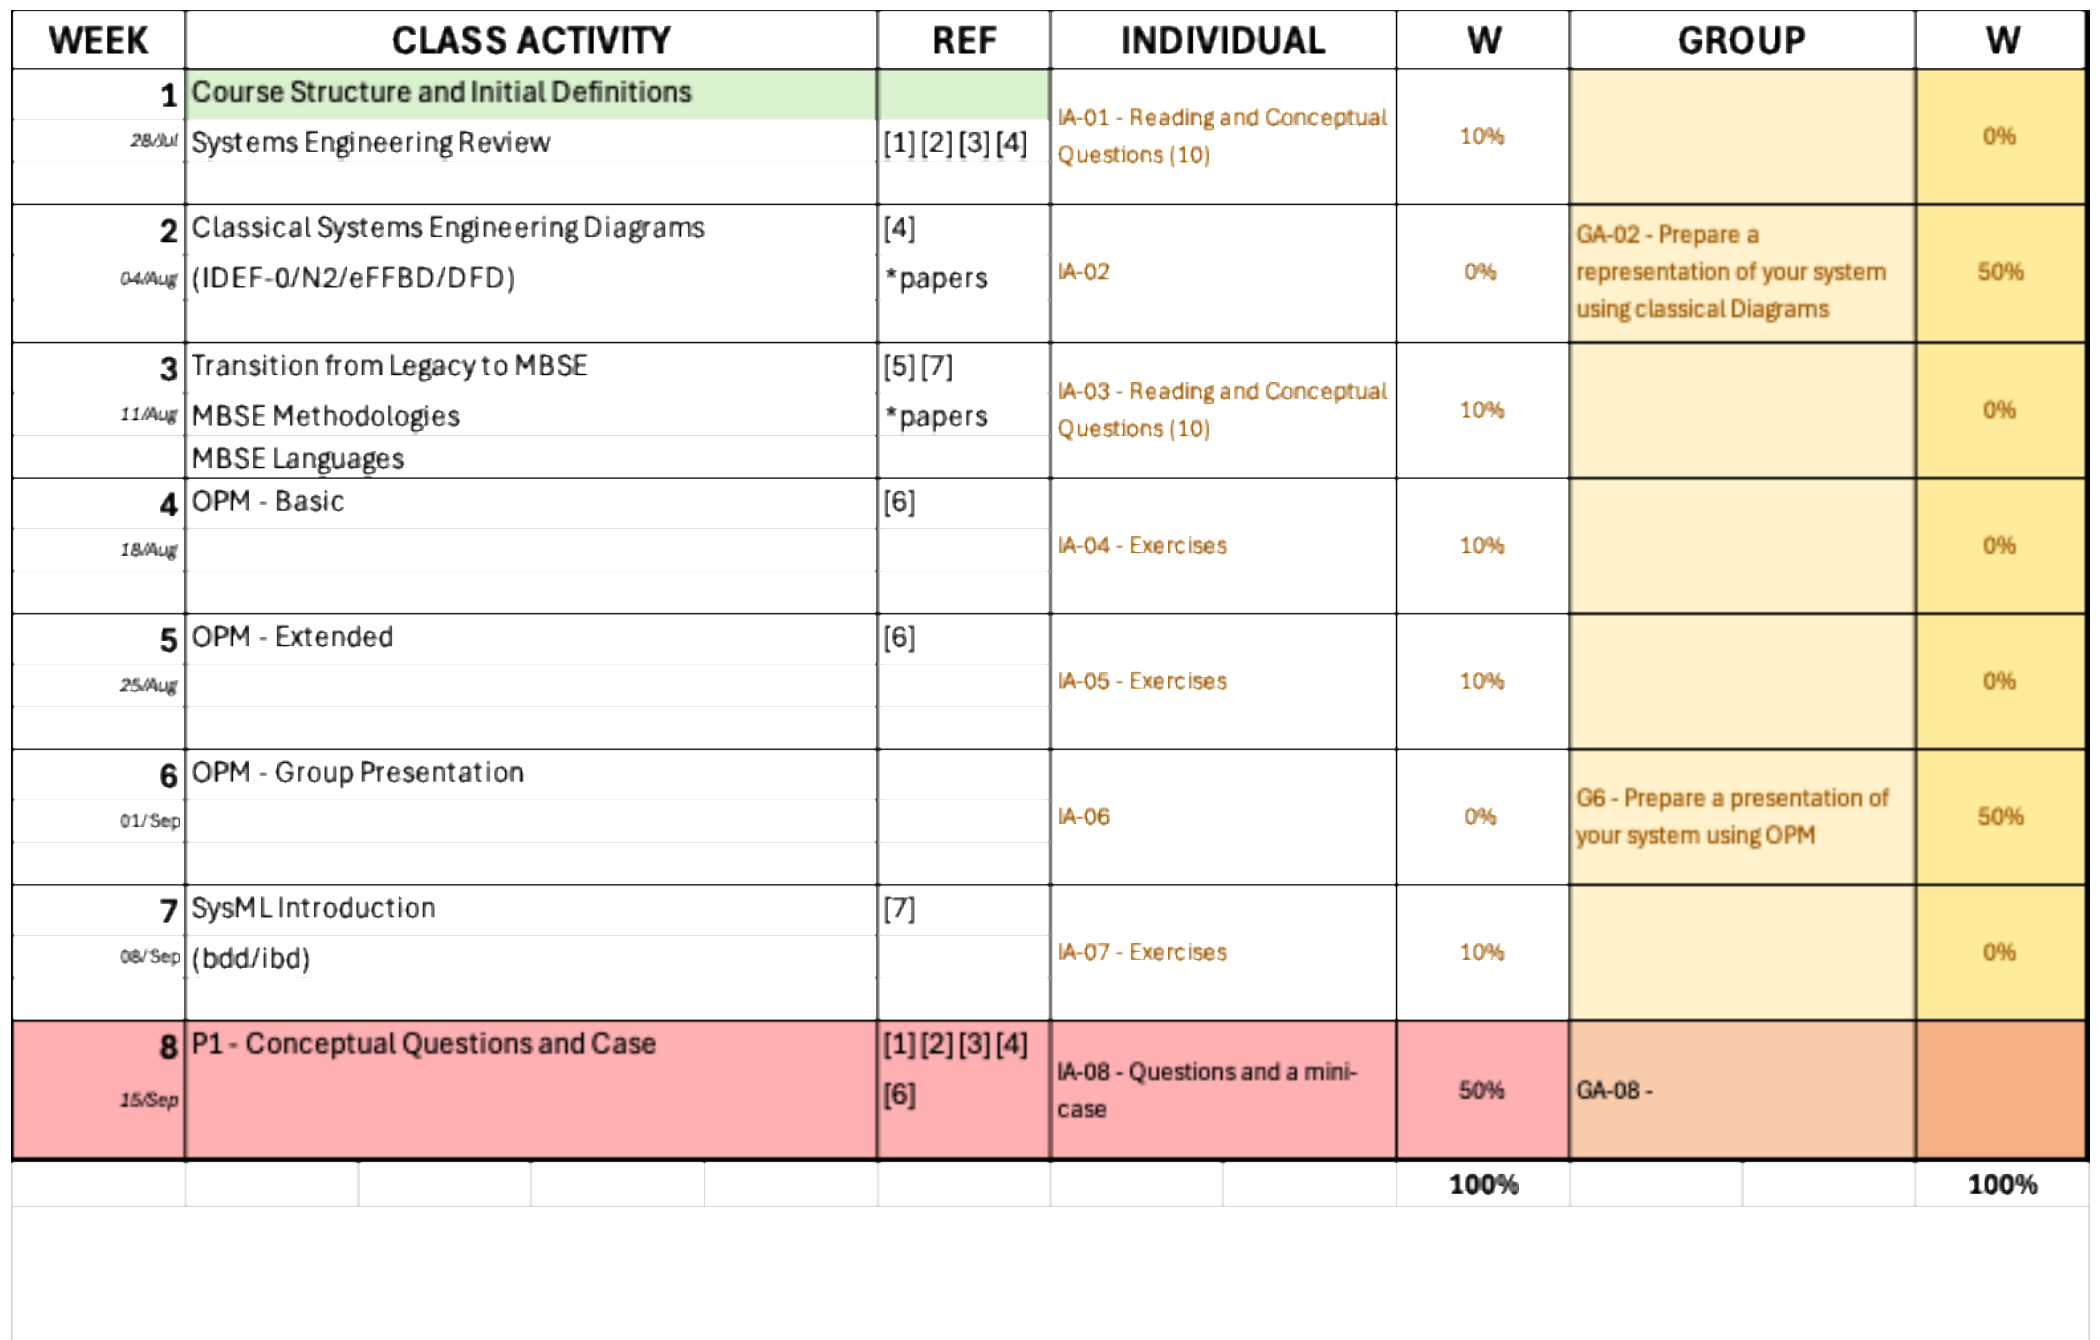 WEEK CLASS ACTIVITY REF INDIVIDUAL W GROUP W
1 Course Structure and Initial Definitions
28/Jul Systems Engineering Review [1] [2] [3] [4]
IA-01 - Reading and Conceptual
Questions (10)
10%
0%
2 Classical Systems Engineering Diagrams [4]
04/Aug (IDEF-0/N2/eFFBD/DFD) *papers
IA-02
0%
GA-02 - Prepare a
representation of your system
using classical Diagrams
50%
3 Transition from Legacy to MBSE [5] [7]
11/Aug MBSE Methodologies *papers
MBSE Languages
IA-03 - Reading and Conceptual
Questions (10)
10%
0%
4 OPM - Basic [6]
18/Aug
IA-04 - Exercises
10%
0%
5 OPM - Extended [6]
25/Aug
IA-05 - Exercises
10%
0%
6 OPM - Group Presentation
01/Sep
IA-06
0%
G6 - Prepare a presentation of
your system using OPM
50%
7 SysML Introduction [7]
08/Sep (bdd/ibd)
IA-07 - Exercises
10%
0%
8 P1 - Conceptual Questions and Case [1] [2] [3] [4]
15/Sep [6]
IA-08 - Questions and a mini-
case
50%
GA-08 -
100% 100%